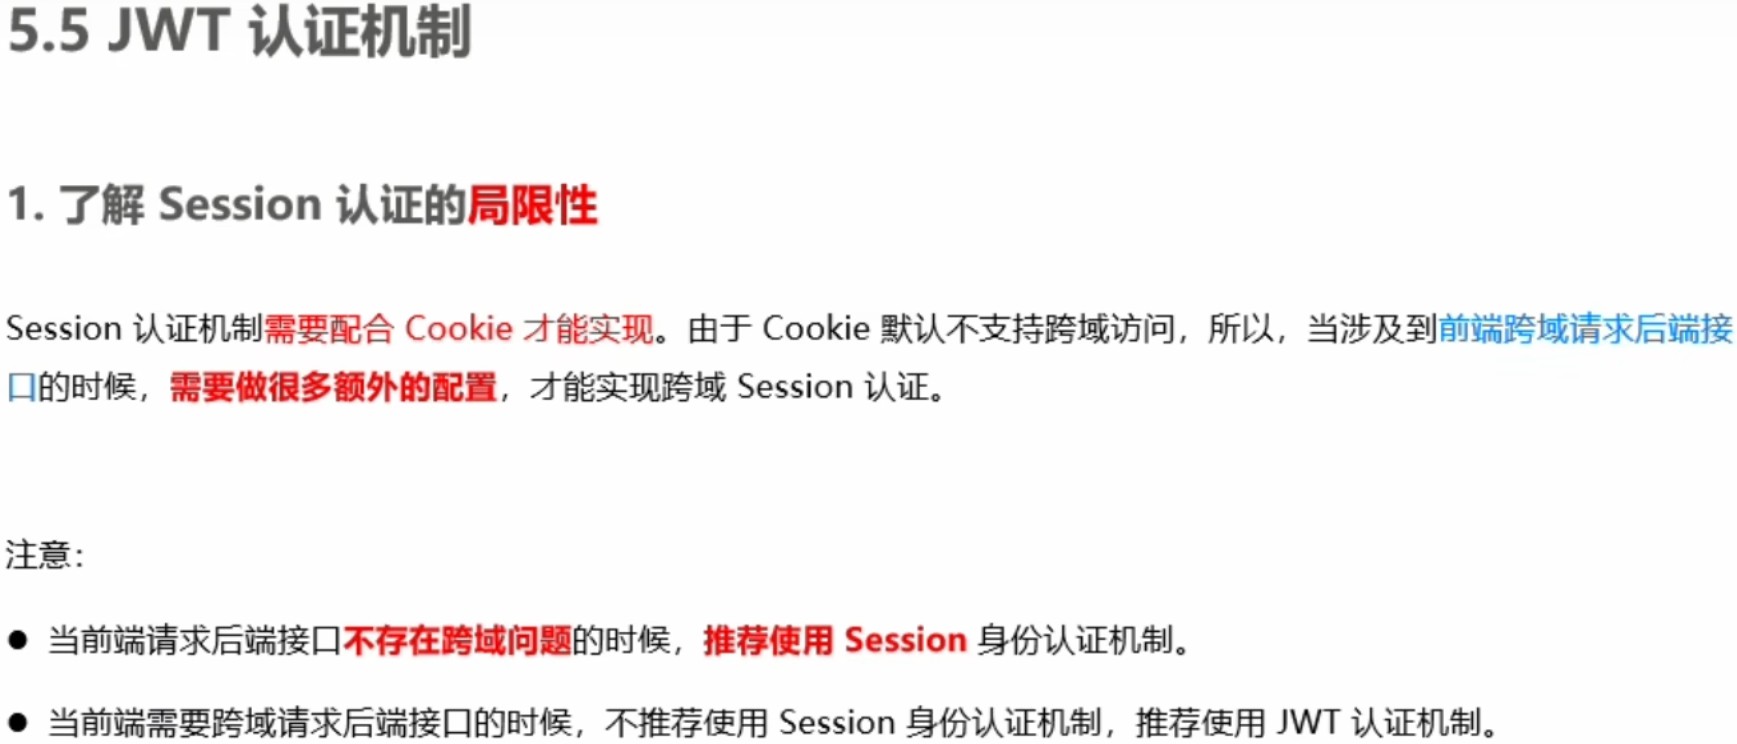 5.5 JWT 认证机制
1. 了解 Session 认证的局限性
Session 认证机制需要配合 Cookie 才能实现。由于 Cookie 默认不支持跨域访问，所以，当涉及到前端跨域请求后端接
口的时候，需要做很多额外的配置，才能实现跨域 Session 认证。
注意：
● 当前端请求后端接口不存在跨域问题的时候，推荐使用 Session 身份认证机制。
● 当前端需要跨域请求后端接口的时候，不推荐使用 Session 身份认证机制，推荐使用 JWT 认证机制。